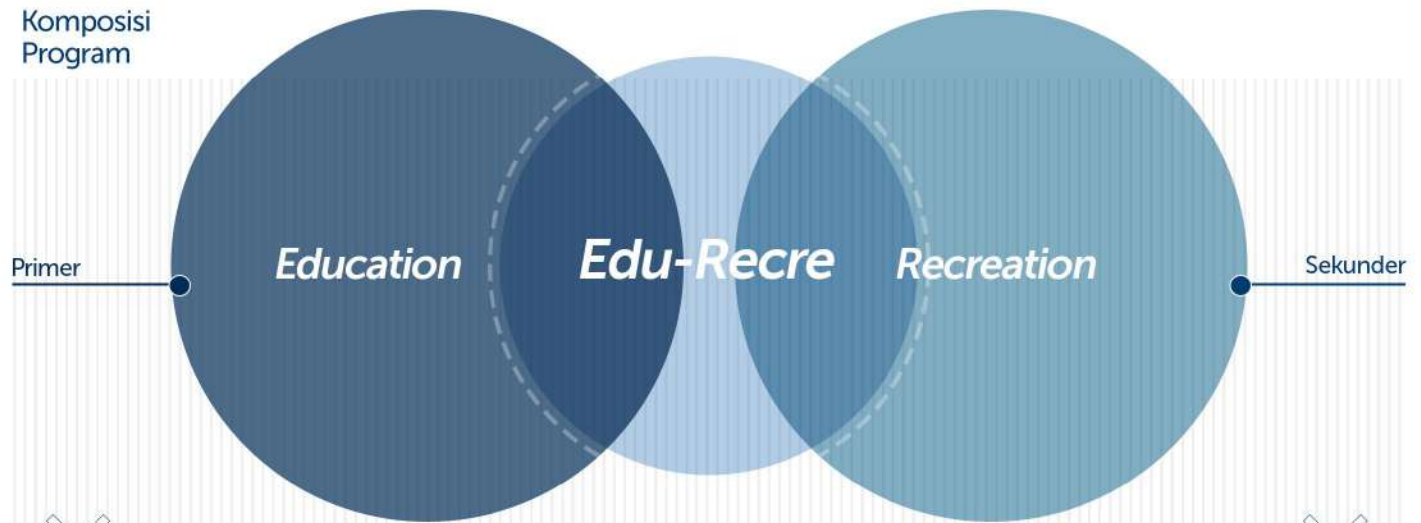 Komposisi
Program
Primer
Education
Edu-Recre
Recreation
Sekunder